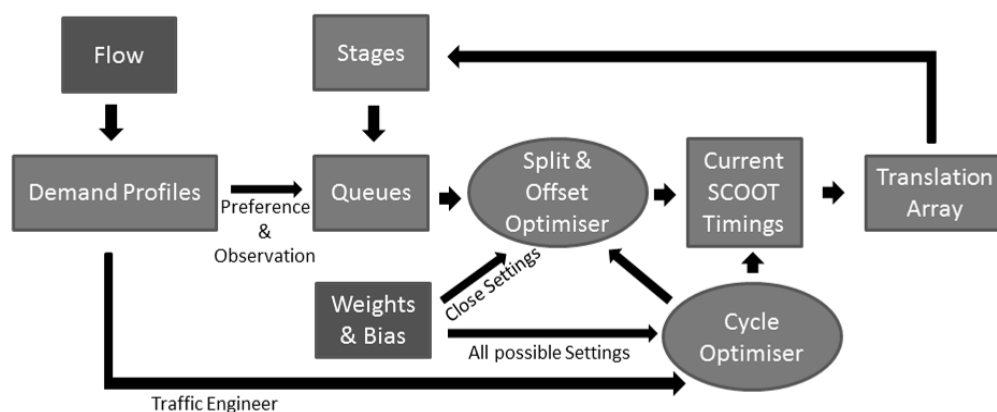 Flow
Stages
Demand Profiles
Preference
&
Observation
Queues
Split &
Offset
Optimiser
Current
SCOOT
Timings
Translation
Array
Weights
& Bias
Close Settings
All possible Settings
Cycle
Optimiser
Traffic Engineer